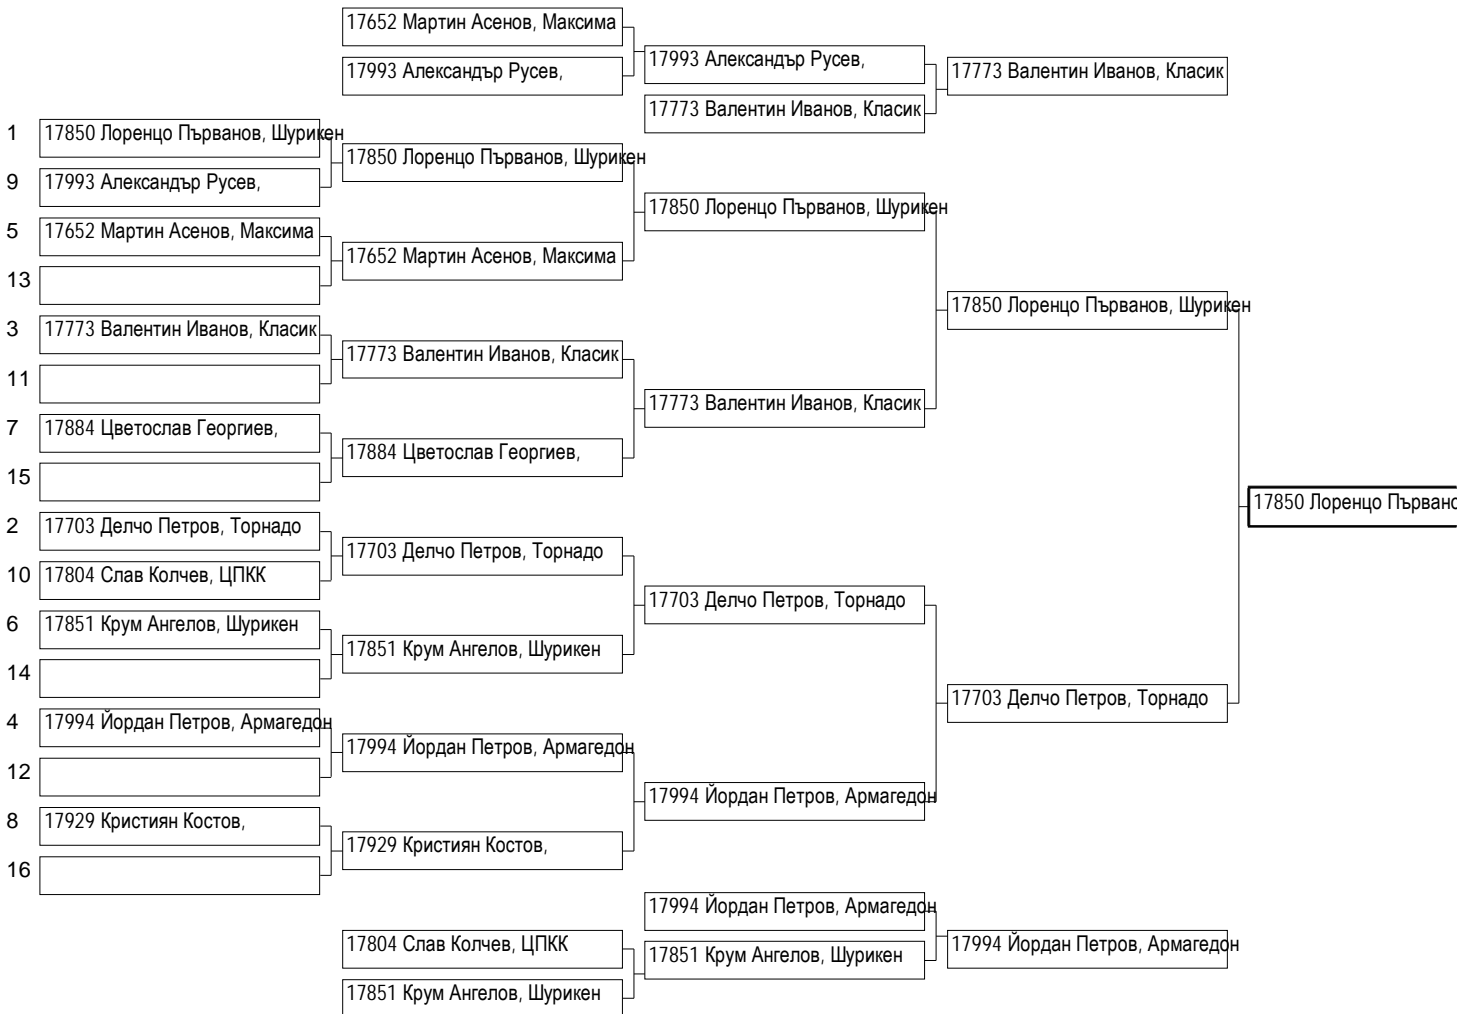 17652 Мартин Асенов, Максима
17993 Александър Русев,
17993 Александър Русев,
17773 Валентин Иванов, Класик
17773 Валентин Иванов, Класик
1 17850 Лоренцо Първанов, Шурикен
9 17993 Александър Русев,
5 17652 Мартин Асенов, Максима
13
3 17773 Валентин Иванов, Класик
11
7 17884 Цветослав Георгиев,
15
2 17703 Делчо Петров, Торнадо
10 17804 Слав Колчев, ЦПКК
6 17851 Крум Ангелов, Шурикен
14
4 17994 Йордан Петров, Армагедон
12
8 17929 Кристиян Костов,
16
17850 Лоренцо Първанов, Шурикен
17652 Мартин Асенов, Максима
17773 Валентин Иванов, Класик
17884 Цветослав Георгиев,
17703 Делчо Петров, Торнадо
17851 Крум Ангелов, Шурикен
17994 Йордан Петров, Армагедон
17929 Кристиян Костов,
17850 Лоренцо Първанов, Шурикен
17773 Валентин Иванов, Класик
17703 Делчо Петров, Торнадо
17994 Йордан Петров, Армагедон
17850 Лоренцо Първанов, Шурикен
17703 Делчо Петров, Торнадо
17850 Лоренцо Първано
17804 Слав Колчев, ЦПКК
17851 Крум Ангелов, Шурикен
17994 Йордан Петров, Армагедон
17851 Крум Ангелов, Шурикен
17994 Йордан Петров, Армагедон